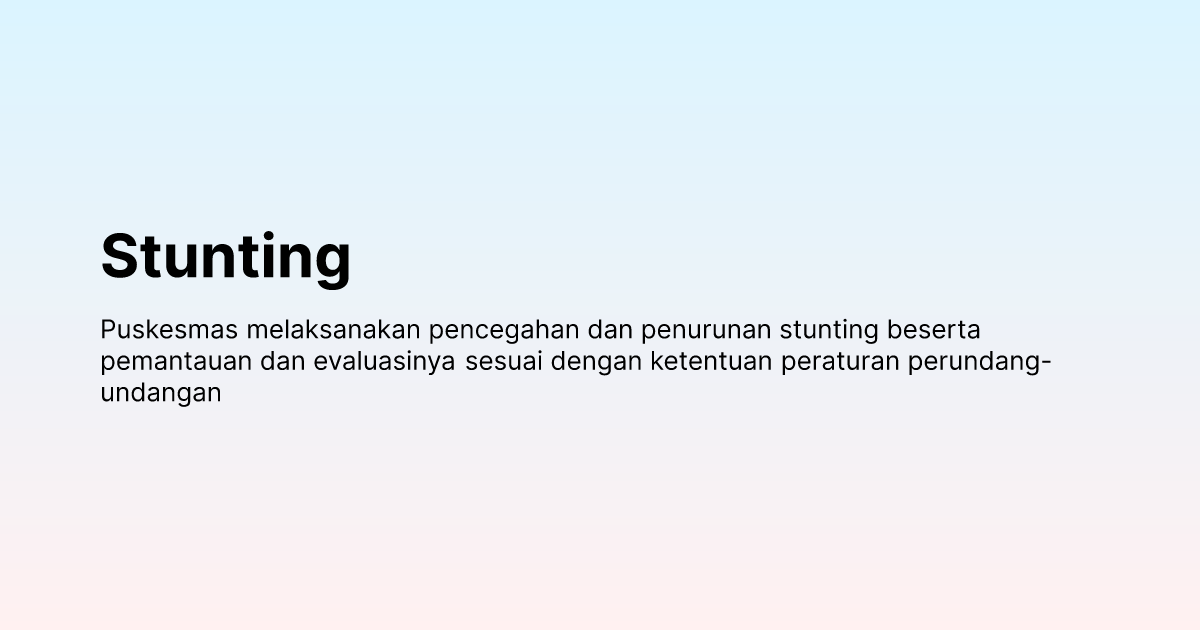 Stunting
Puskesmas melaksanakan pencegahan dan penurunan stunting beserta
pemantauan dan evaluasinya sesuai dengan ketentuan peraturan perundang-
undangan